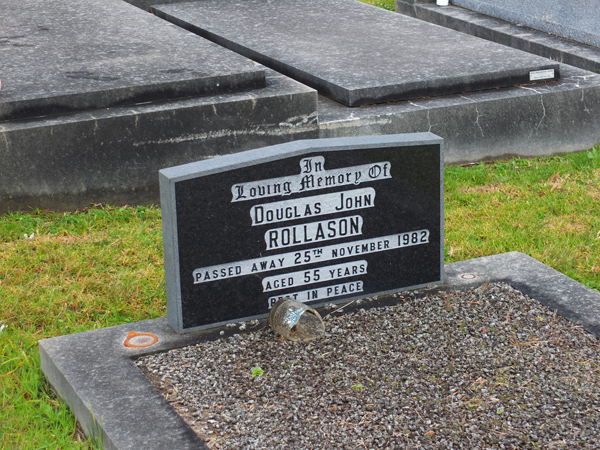 In
Loving Memory Of
DOUGLAS JOHN
ROLLASON
PASSED AWAY 25TH NOVEMBER 1982
AGED 55 YEARS
REST IN PEACE